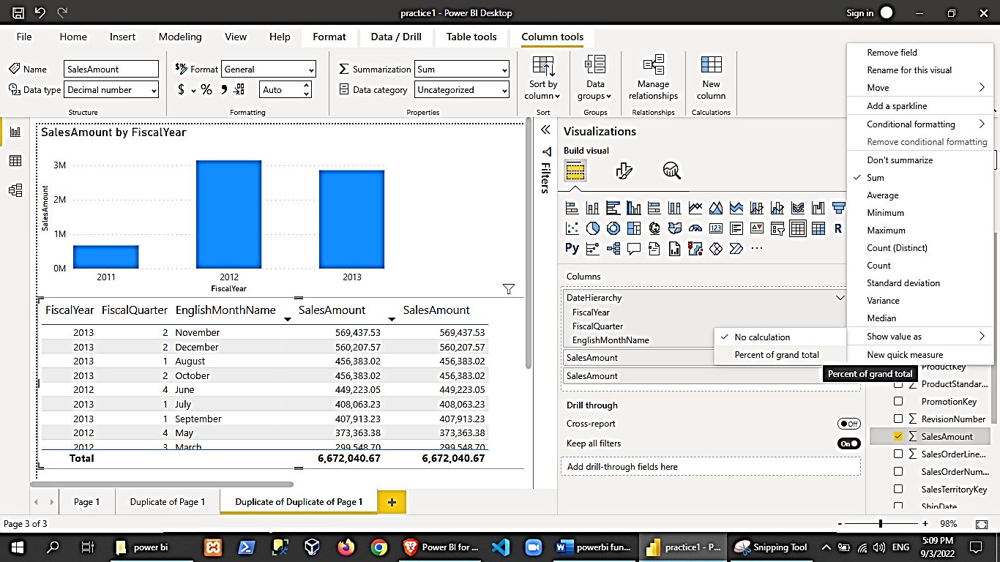 practice1 - Power BI Desktop
Sign in
File Home Insert Modeling View Help Format Data / Drill Table tools Column tools
Name SalesAmount
Data type Decimal number
Structure
Format General
$ % Auto
Formatting
Summarization Sum
Data category Uncategorized
Properties
Sort by column
Sort
Data groups
Groups
Manage relationships
Relationships
New column
Calculations
SalesAmount by FiscalYear
SalesAmount
3M
2M
1M
0M
2011 2012 2013
FiscalYear
FiscalYear FiscalQuarter EnglishMonthName SalesAmount SalesAmount
2013 2 November 569,437.53 569,437.53
2013 2 December 560,207.57 560,207.57
2013 1 August 456,383.02 456,383.02
2013 2 October 456,383.02 456,383.02
2012 4 June 449,223.05 449,223.05
2013 1 July 408,063.23 408,063.23
2013 1 September 407,913.23 407,913.23
2012 4 May 373,363.38 373,363.38
2012 3 March 299,548.70 299,548.70
Total 6,672,040.67 6,672,040.67
Filters
Visualizations
Build visual
123
R
Py
Columns
DateHierarchy
FiscalYear
FiscalQuarter
EnglishMonthName
SalesAmount
SalesAmount
Drill through
Cross-report Off
Keep all filters On
Add drill-through fields here
Remove field
Rename for this visual
Move
Add a sparkline
Conditional formatting
Remove conditional formatting
Don't summarize
Sum
Average
Minimum
Maximum
Count (Distinct)
Count
Standard deviation
Variance
Median
Show value as
New quick measure
No calculation
Percent of grand total
Percent of grand total
ProductKey
ProductStandar...
PromotionKey
RevisionNumber
SalesAmount
SalesOrderLine...
SalesOrderNum...
SalesTerritoryKey
ShipDate
Page 1 Duplicate of Page 1 Duplicate of Duplicate of Page 1 +
Page 3 of 3
- + 98%
power bi
Power BI for ...
powerbi fun...
practice1 - P...
Snipping Tool
ENG
5:09 PM
9/3/2022